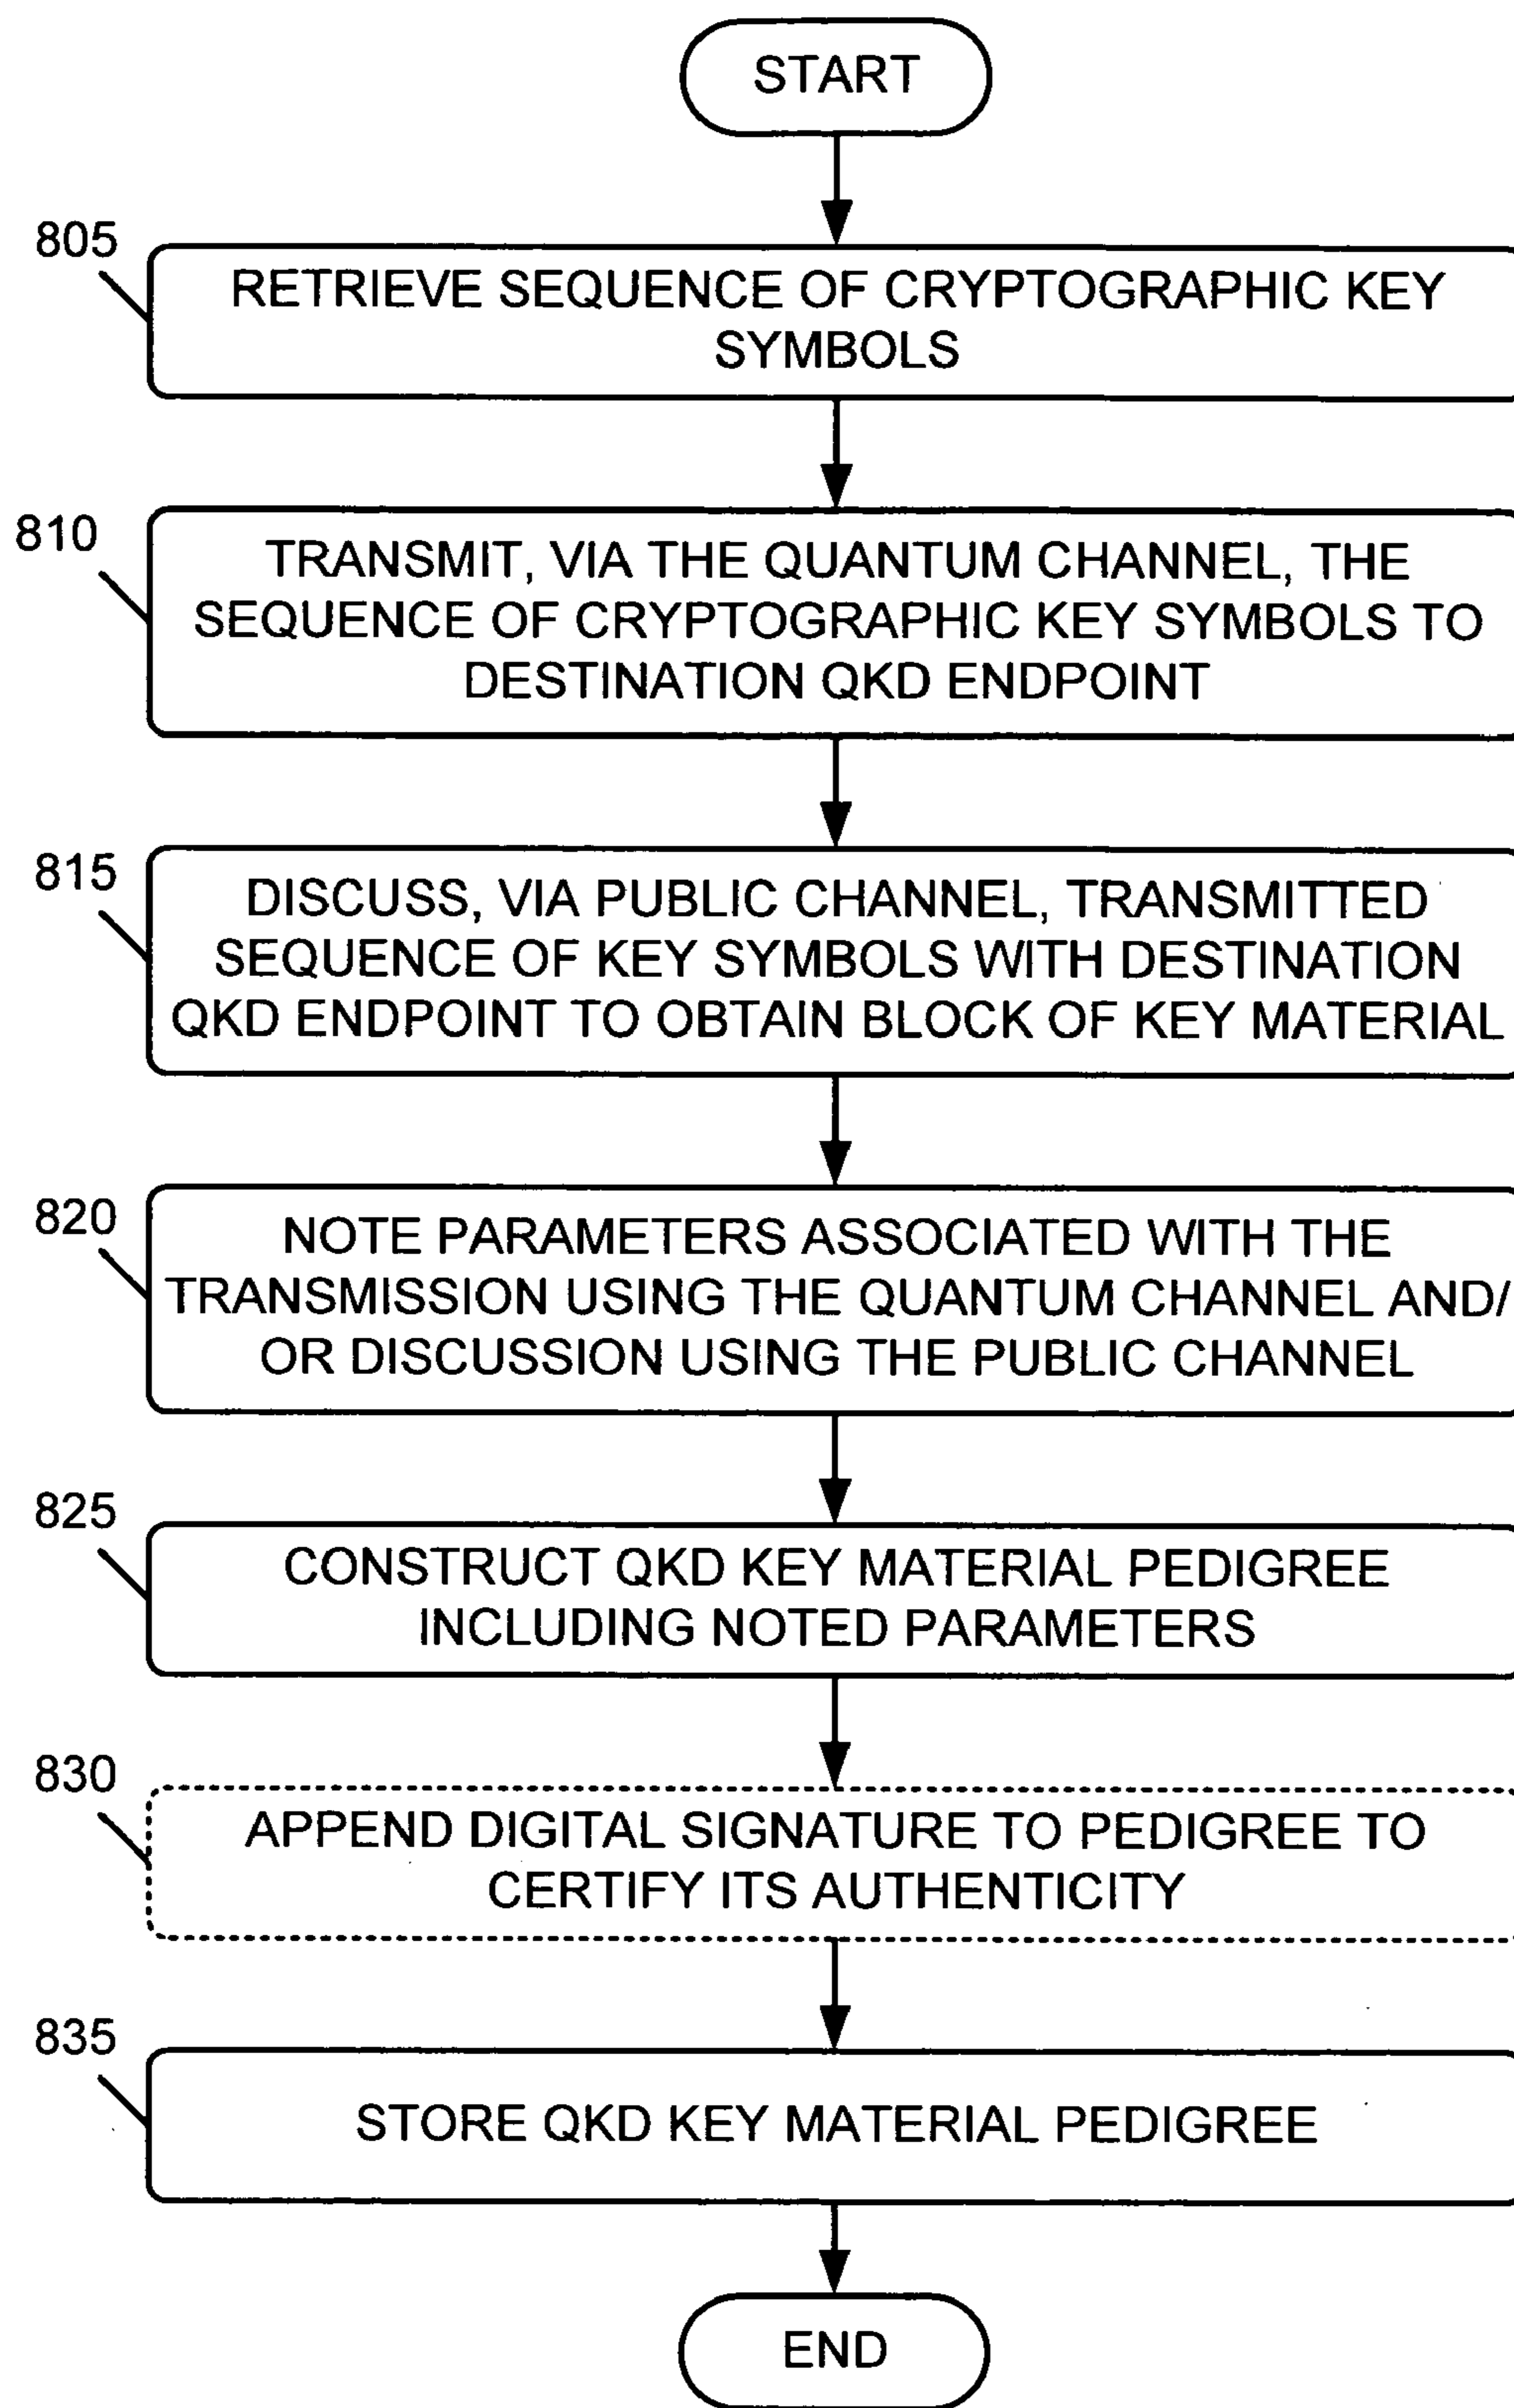 START
805
RETRIEVE SEQUENCE OF CRYPTOGRAPHIC KEY
SYMBOLS
810
TRANSMIT, VIA THE QUANTUM CHANNEL, THE
SEQUENCE OF CRYPTOGRAPHIC KEY SYMBOLS TO
DESTINATION QKD ENDPOINT
815
DISCUSS, VIA PUBLIC CHANNEL, TRANSMITTED
SEQUENCE OF KEY SYMBOLS WITH DESTINATION
QKD ENDPOINT TO OBTAIN BLOCK OF KEY MATERIAL
820
NOTE PARAMETERS ASSOCIATED WITH THE
TRANSMISSION USING THE QUANTUM CHANNEL AND/
OR DISCUSSION USING THE PUBLIC CHANNEL
825
CONSTRUCT QKD KEY MATERIAL PEDIGREE
INCLUDING NOTED PARAMETERS
830
APPEND DIGITAL SIGNATURE TO PEDIGREE TO
CERTIFY ITS AUTHENTICITY
835
STORE QKD KEY MATERIAL PEDIGREE
END